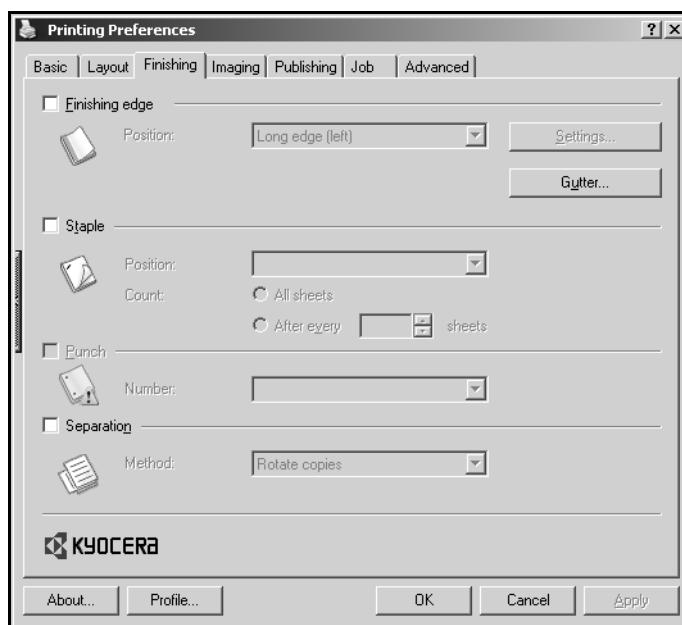 Printing Preferences
Basic Layout Finishing Imaging Publishing Job Advanced
Finishing edge
Position: Long edge (left) Settings...
Gutter...
Staple
Position:
Count: All sheets
After every sheets
Punch
Number:
Separation
Method: Rotate copies
KYOCERA
About... Profile... OK Cancel Apply